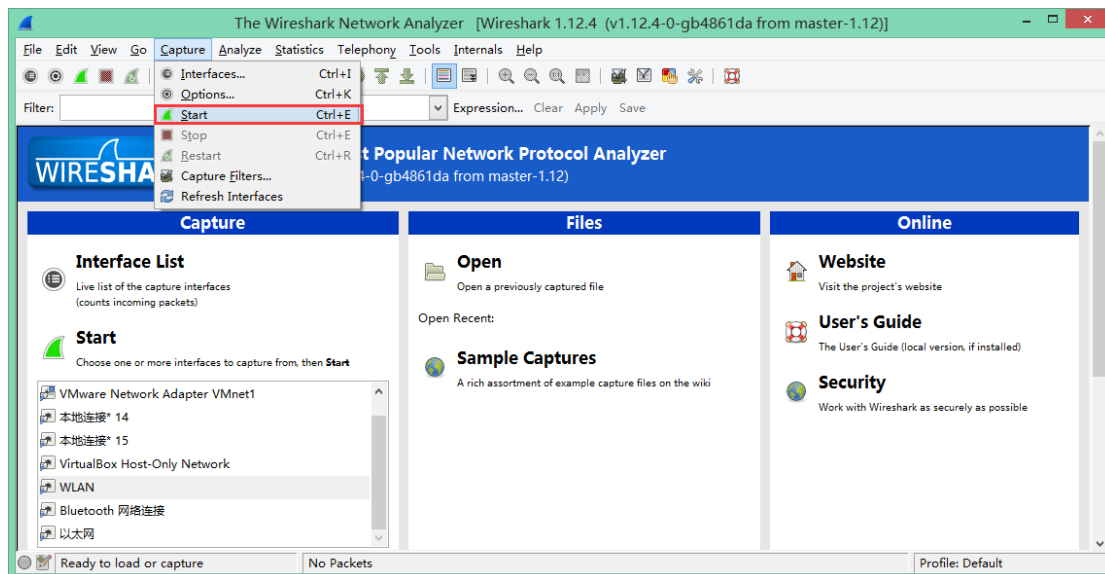 The Wireshark Network Analyzer [Wireshark 1.12.4 (v1.12.4-0-gb4861da from master-1.12)]
File Edit View Go Capture Analyze Statistics Telephony Tools Internals Help
Interfaces... Ctrl+I
Options... Ctrl+K
Filter: Expression... Clear Apply Save
Start Ctrl+E
Stop Ctrl+E
Restart Ctrl+R
Capture Filters...
Refresh Interfaces
WIRESHA
t Popular Network Protocol Analyzer
-0-gb4861da from master-1.12)
Capture
Interface List
Live list of the capture interfaces
(counts incoming packets)
Start
Choose one or more interfaces to capture from, then Start
VMware Network Adapter VMnet1
本地连接* 14
本地连接* 15
VirtualBox Host-Only Network
WLAN
Bluetooth 网络连接
以太网
Files
Open
Open a previously captured file
Open Recent:
Sample Captures
A rich assortment of example capture files on the wiki
Online
Website
Visit the project's website
User's Guide
The User's Guide (local version, if installed)
Security
Work with Wireshark as securely as possible
Ready to load or capture No Packets Profile: Default